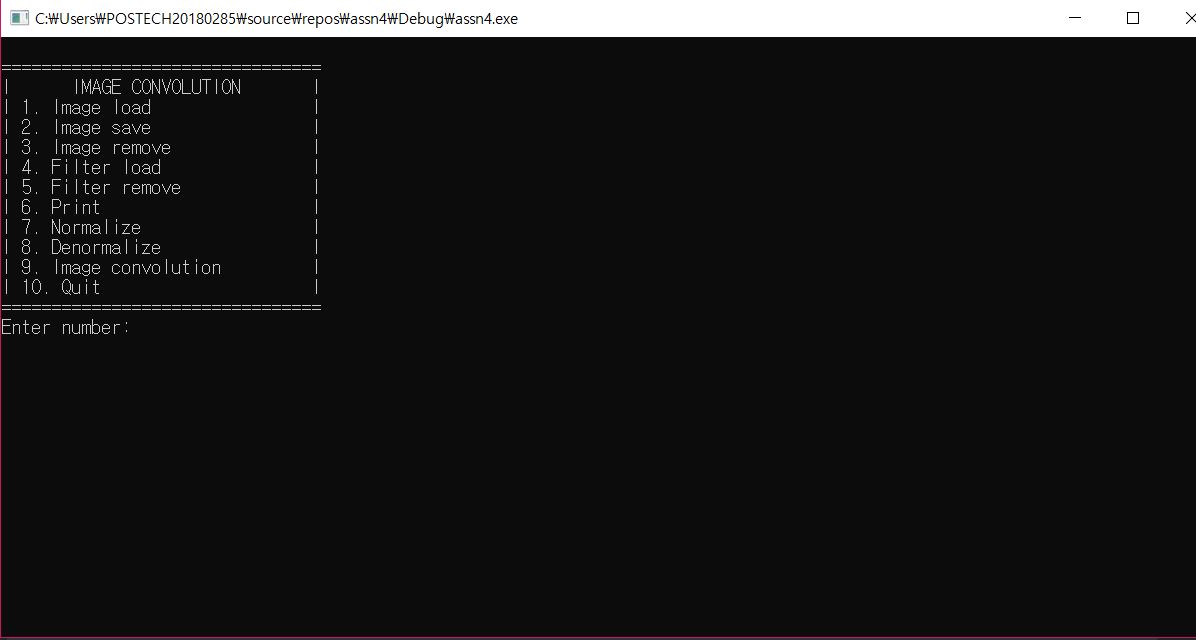 C:₩Users₩POSTECH20180285₩source₩repos₩assn4₩Debug₩assn4.exe
================================
| IMAGE CONVOLUTION |
| 1. Image load |
| 2. Image save |
| 3. Image remove |
| 4. Filter load |
| 5. Filter remove |
| 6. Print |
| 7. Normalize |
| 8. Denormalize |
| 9. Image convolution |
| 10. Quit |
================================
Enter number: